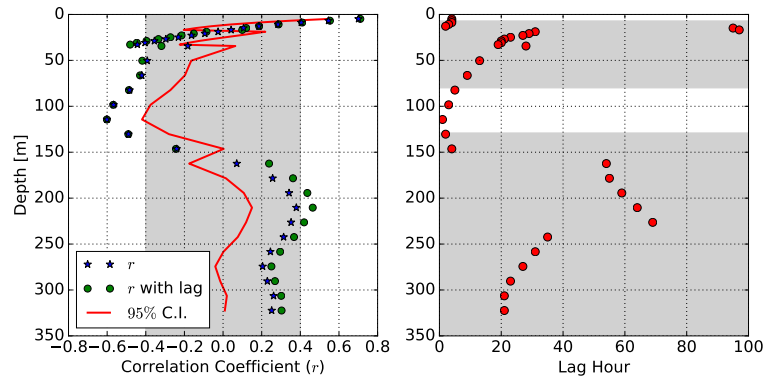 0
50
100
150
200
250
300
350
Depth [m]
−0.8−0.6−0.4−0.2 0.0 0.2 0.4 0.6 0.8
Correlation Coefficient (r)
r
r with lag
95% C.I.
0
50
100
150
200
250
300
350
0 20 40 60 80 100
Lag Hour